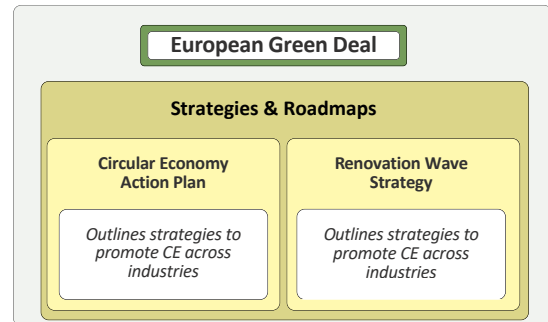 European Green Deal
Strategies & Roadmaps
Circular Economy
Action Plan
Outlines strategies to
promote CE across
industries
Renovation Wave
Strategy
Outlines strategies to
promote CE across
industries